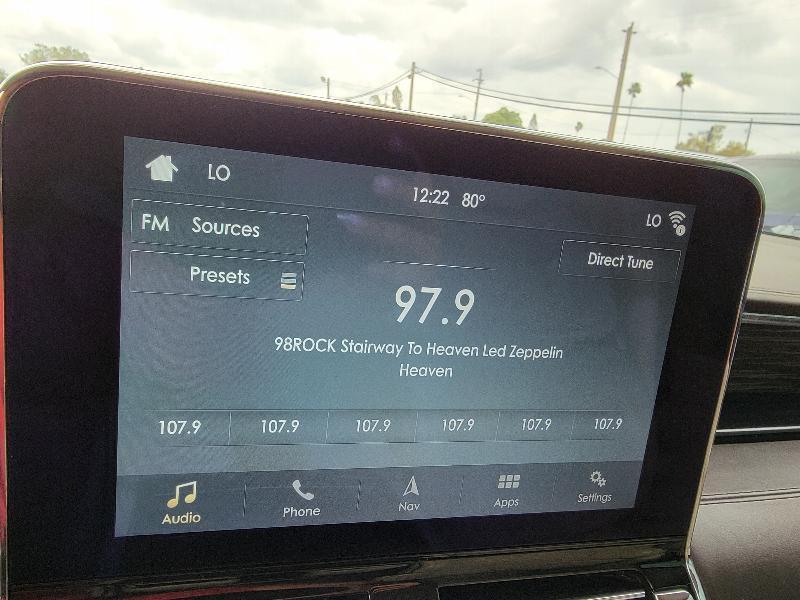 LO 12:22 80° LO
FM Sources
Presets
Direct Tune
97.9
98ROCK Stairway To Heaven Led Zeppelin
Heaven
107.9 107.9 107.9 107.9 107.9 107.9
Audio Phone Nav Apps Settings